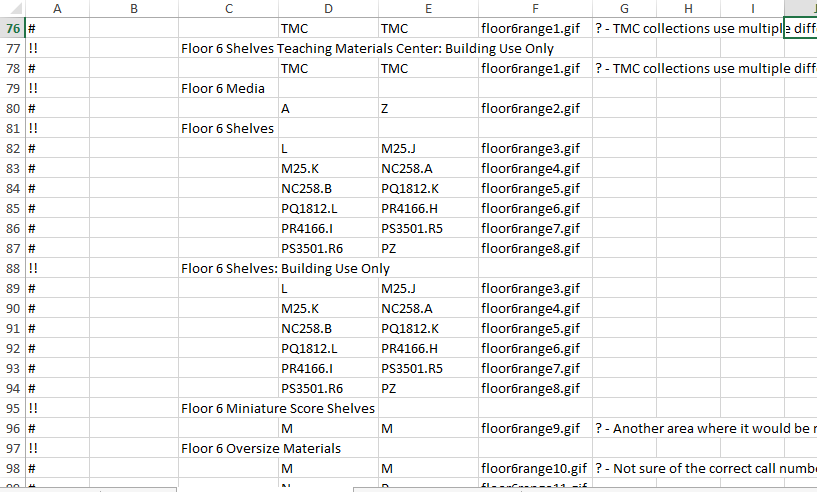 A B C D E F G H I J
76 # TMC TMC floor6range1.gif ? - TMC collections use multiple diff
77 !! Floor 6 Shelves Teaching Materials Center: Building Use Only
78 # TMC TMC floor6range1.gif ? - TMC collections use multiple diff
79 !! Floor 6 Media
80 # A Z floor6range2.gif
81 !! Floor 6 Shelves
82 # L M25.J floor6range3.gif
83 # M25.K NC258.A floor6range4.gif
84 # NC258.B PQ1812.K floor6range5.gif
85 # PQ1812.L PR4166.H floor6range6.gif
86 # PR4166.I PS3501.R5 floor6range7.gif
87 # PS3501.R6 PZ floor6range8.gif
88 !! Floor 6 Shelves: Building Use Only
89 # L M25.J floor6range3.gif
90 # M25.K NC258.A floor6range4.gif
91 # NC258.B PQ1812.K floor6range5.gif
92 # PQ1812.L PR4166.H floor6range6.gif
93 # PR4166.I PS3501.R5 floor6range7.gif
94 # PS3501.R6 PZ floor6range8.gif
95 !! Floor 6 Miniature Score Shelves
96 # M M floor6range9.gif ? - Another area where it would be
97 !! Floor 6 Oversize Materials
98 # M M floor6range10.gif ? - Not sure of the correct call numb